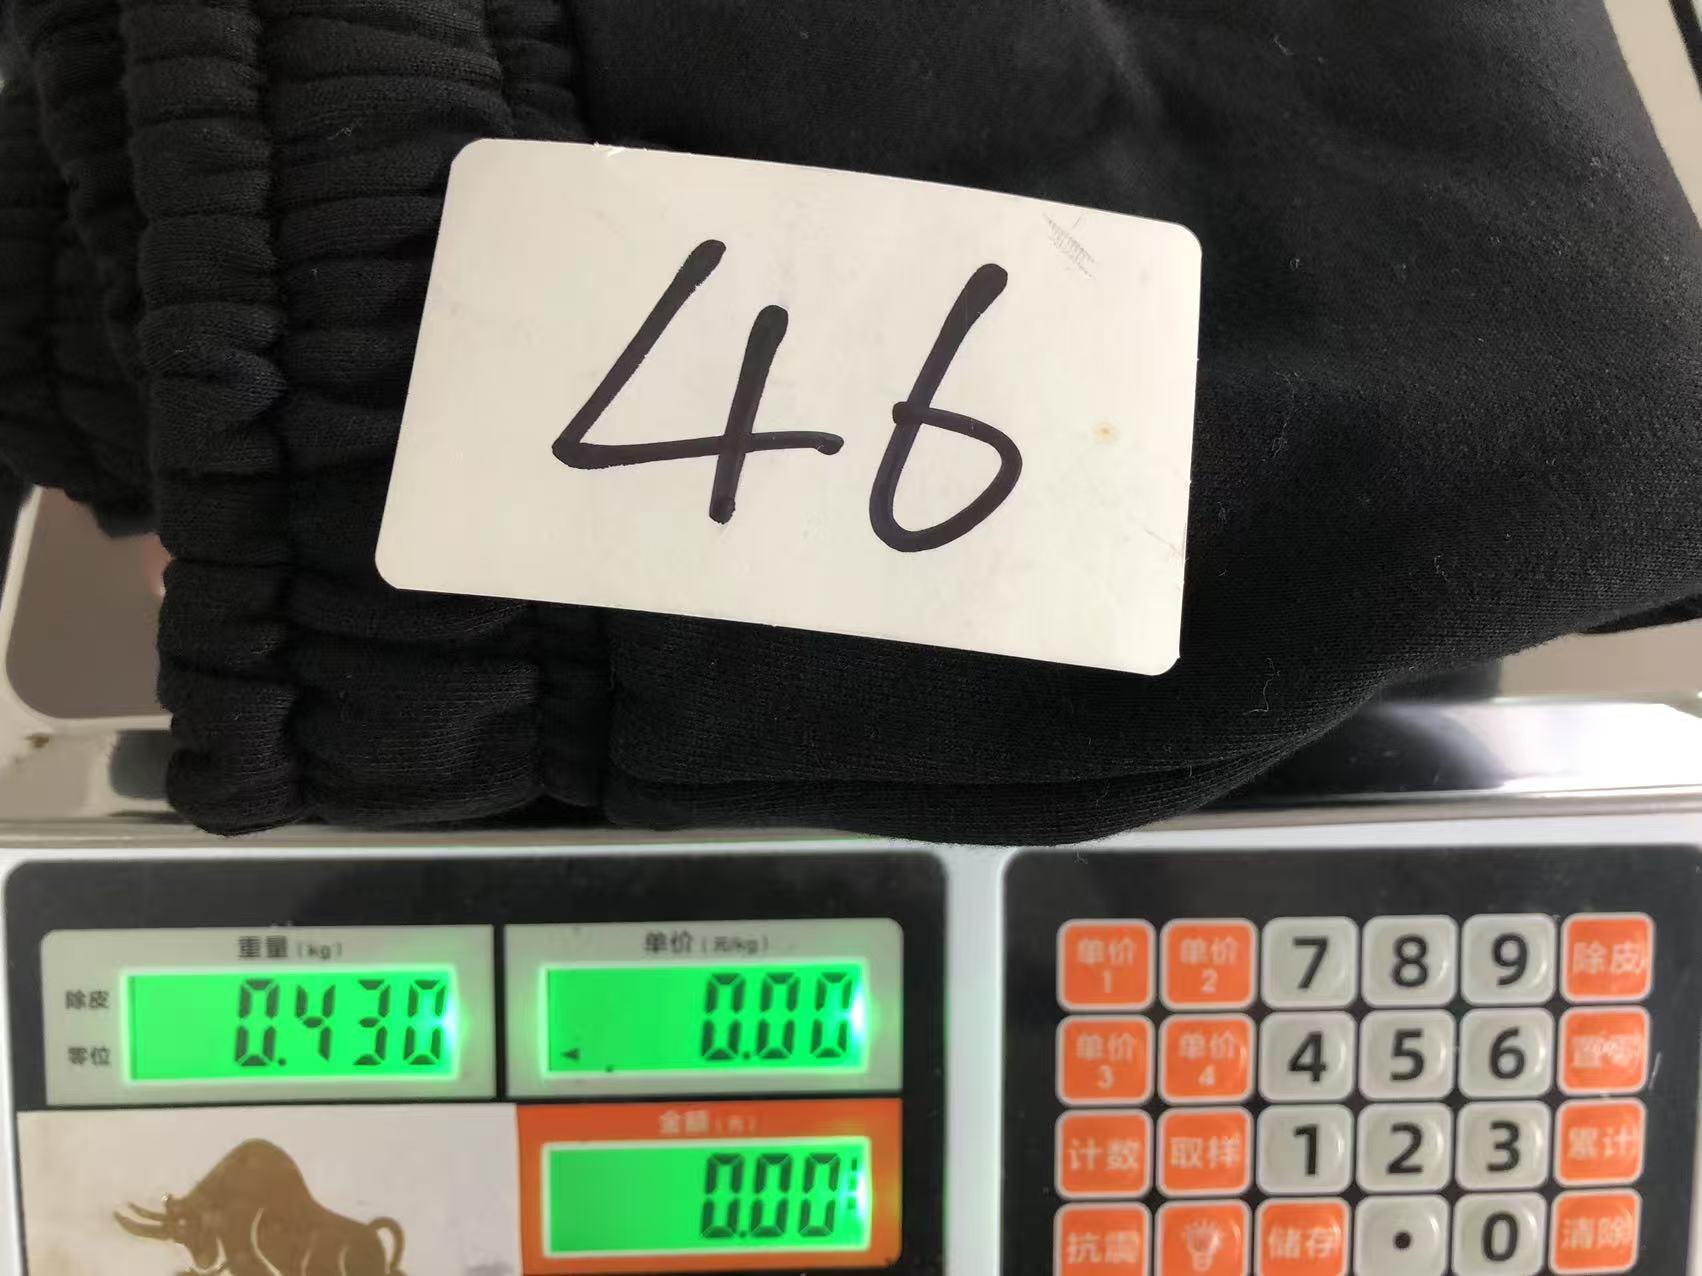 46
重量（kg）
单价（元/kg）
除皮
零位
0.430
0.00
金额（元）
0.00
单价1 单价2 7 8 9 除皮
单价3 单价4 4 5 6
计数 取样 1 2 3 累计
抗震 储存 . 0 清除